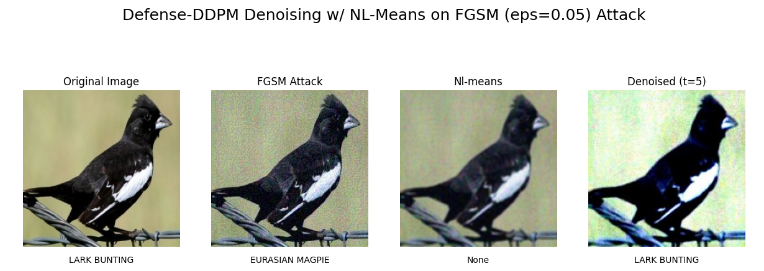 Defense-DDPM Denoising w/ NL-Means on FGSM (eps=0.05) Attack
Original Image
FGSM Attack
Nl-means
Denoised (t=5)
LARK BUNTING
EURASIAN MAGPIE
None
LARK BUNTING